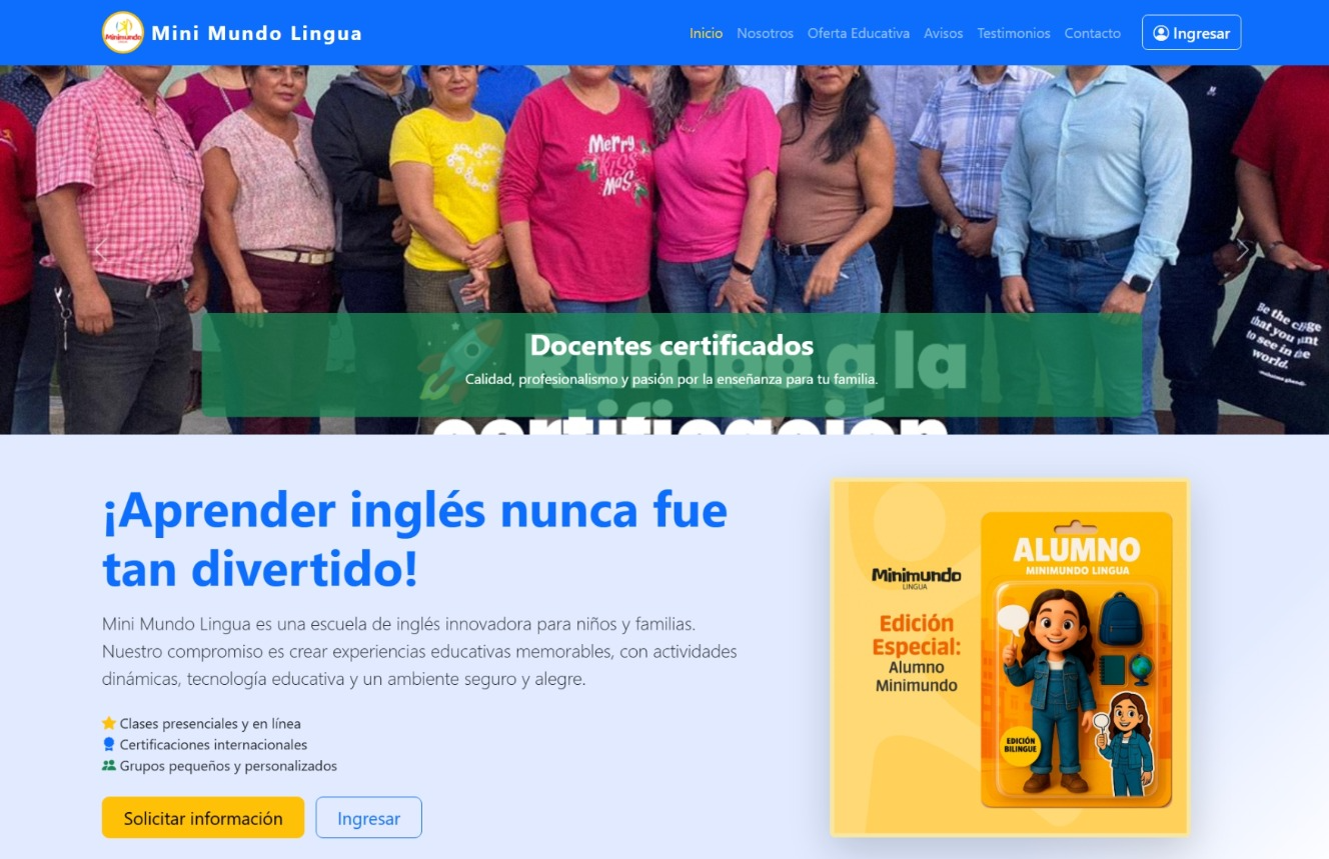 Minimundo
Mini Mundo Lingua
Inicio Nosotros Oferta Educativa Avisos Testimonios Contacto Ingresar
Merry
KISS
MAS
Be the
that you
to see in the
world.
Rumbo a la
certificación
Docentes certificados
Calidad, profesionalismo y pasión por la enseñanza para tu familia.
¡Aprender inglés nunca fue
tan divertido!
Mini Mundo Lingua es una escuela de inglés innovadora para niños y familias.
Nuestro compromiso es crear experiencias educativas memorables, con actividades
dinámicas, tecnología educativa y un ambiente seguro y alegre.
Clases presenciales y en línea
Certificaciones internacionales
Grupos pequeños y personalizados
Solicitar información
Ingresar
Minimundo
LINGUA
Edición
Especial:
Alumno
Minimundo
ALUMNO
MINIMUNDO LINGUA
EDICIÓN
BILINGUE